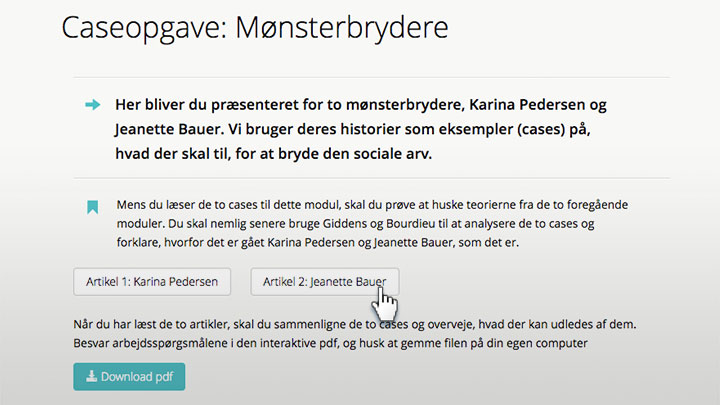 Caseopgave: Mønsterbrydere
Her bliver du præsenteret for to mønsterbrydere, Karina Pedersen og
Jeanette Bauer. Vi bruger deres historier som eksempler (cases) på,
hvad der skal til, for at bryde den sociale arv.
Mens du læser de to cases til dette modul, skal du prøve at huske teorierne fra de to foregående
moduler. Du skal nemlig senere bruge Giddens og Bourdieu til at analysere de to cases og
forklare, hvorfor det er gået Karina Pedersen og Jeanette Bauer, som det er.
Artikel 1: Karina Pedersen
Artikel 2: Jeanette Bauer
Når du har læst de to artikler, skal du sammenligne de to cases og overveje, hvad der kan udledes af dem.
Besvar arbejdsspørgsmålene i den interaktive pdf, og husk at gemme filen på din egen computer
Download pdf